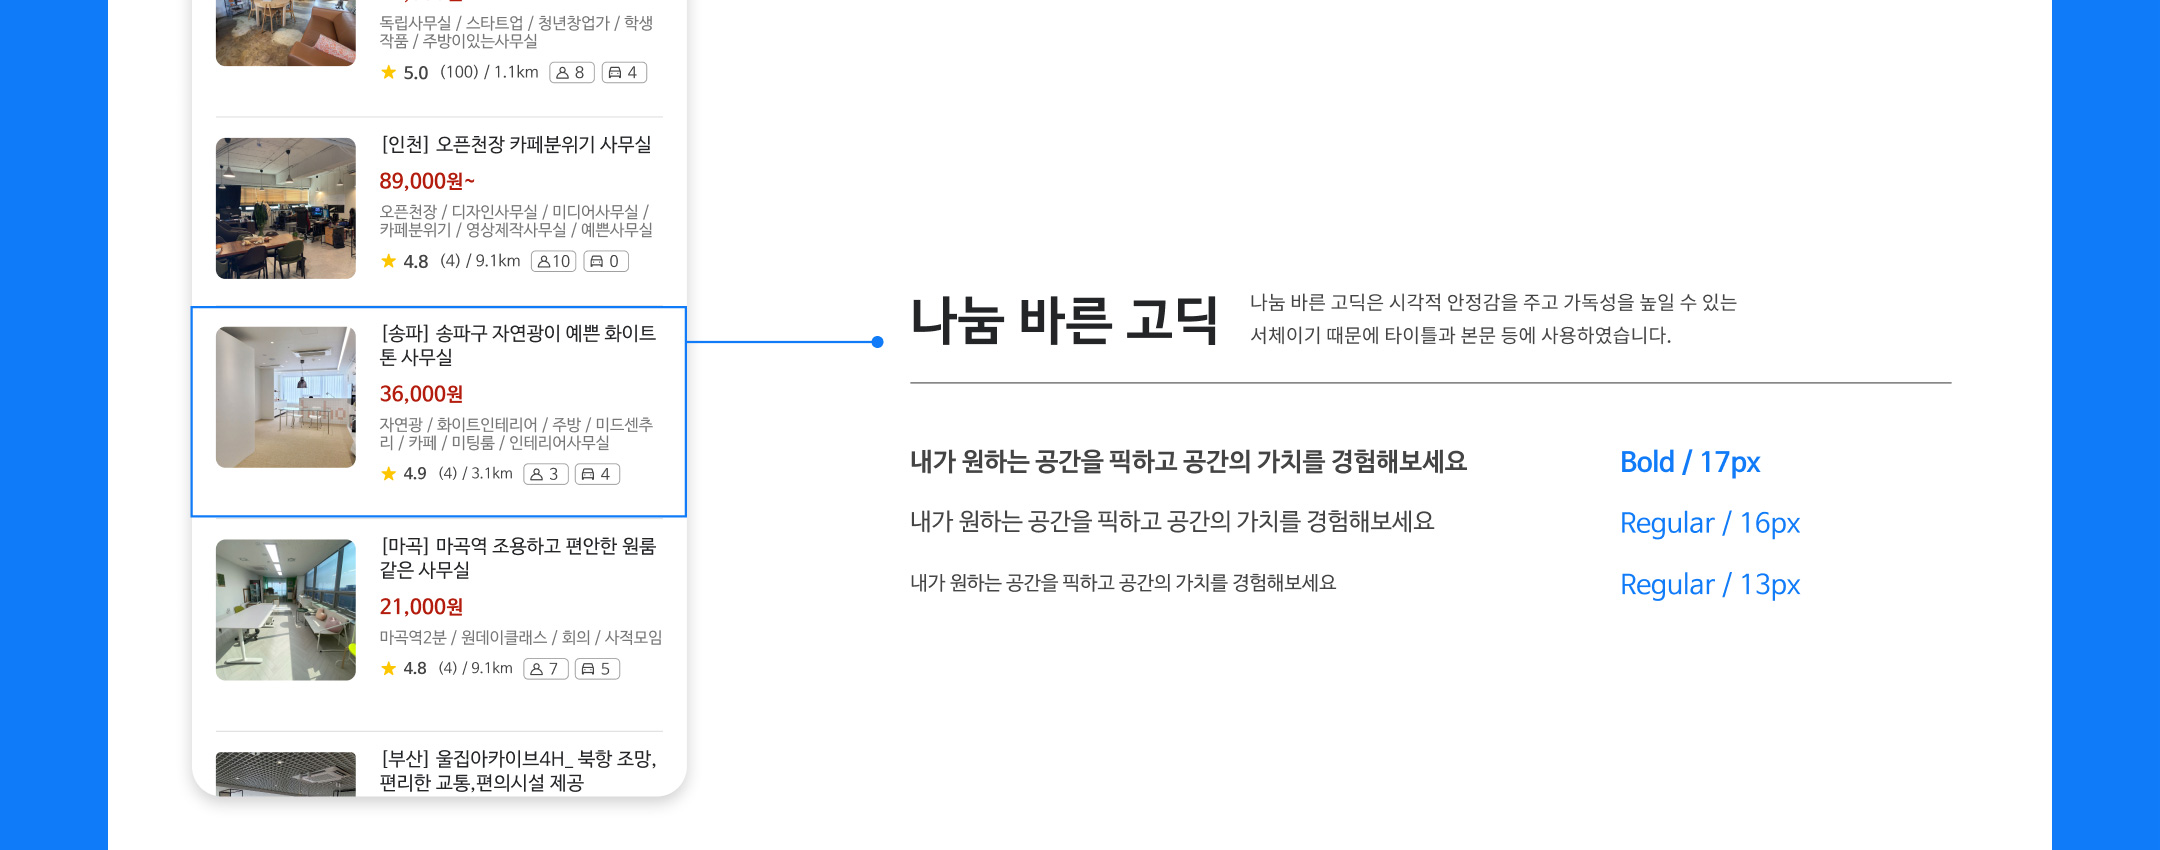 독립사무실 / 스타트업 / 청년창업가 / 학생
작품 / 주방이있는사무실
5.0 (100) / 1.1km 8 4
[인천] 오픈천장 카페분위기 사무실
89,000원~
오픈천장 / 디자인사무실 / 미디어사무실 /
카페분위기 / 영상제작사무실 / 예쁜사무실
4.8 (4) / 9.1km 10 0
[송파] 송파구 자연광이 예쁜 화이트
톤 사무실
36,000원
자연광 / 화이트인테리어 / 주방 / 미드센추
리 / 카페 / 미팅룸 / 인테리어사무실
4.9 (4) / 3.1km 3 4
[마곡] 마곡역 조용하고 편안한 원룸
같은 사무실
21,000원
마곡역2분 / 원데이클래스 / 회의 / 사적모임
4.8 (4) / 9.1km 7 5
[부산] 울집아카이브4H_ 북항 조망,
편리한 교통,편의시설 제공
나눔 바른 고딕
나눔 바른 고딕은 시각적 안정감을 주고 가독성을 높일 수 있는
서체이기 때문에 타이틀과 본문 등에 사용하였습니다.
내가 원하는 공간을 픽하고 공간의 가치를 경험해보세요
Bold / 17px
내가 원하는 공간을 픽하고 공간의 가치를 경험해보세요
Regular / 16px
내가 원하는 공간을 픽하고 공간의 가치를 경험해보세요
Regular / 13px